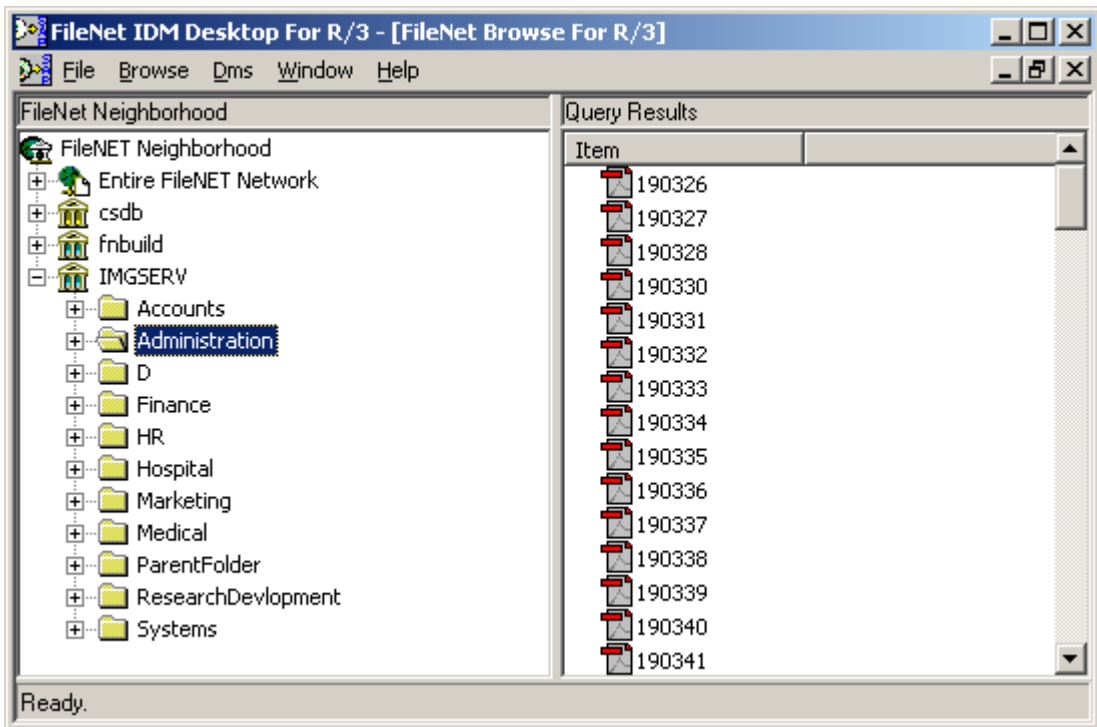 FileNet IDM Desktop For R/3 - [FileNet Browse For R/3]
File Browse Dms Window Help
FileNet Neighborhood
FileNET Neighborhood
Entire FileNET Network
csdb
fnbuild
IMGSERV
Accounts
Administration
D
Finance
HR
Hospital
Marketing
Medical
ParentFolder
ResearchDevlopment
Systems
Query Results
Item
190326
190327
190328
190330
190331
190332
190333
190334
190335
190336
190337
190338
190339
190340
190341
Ready.